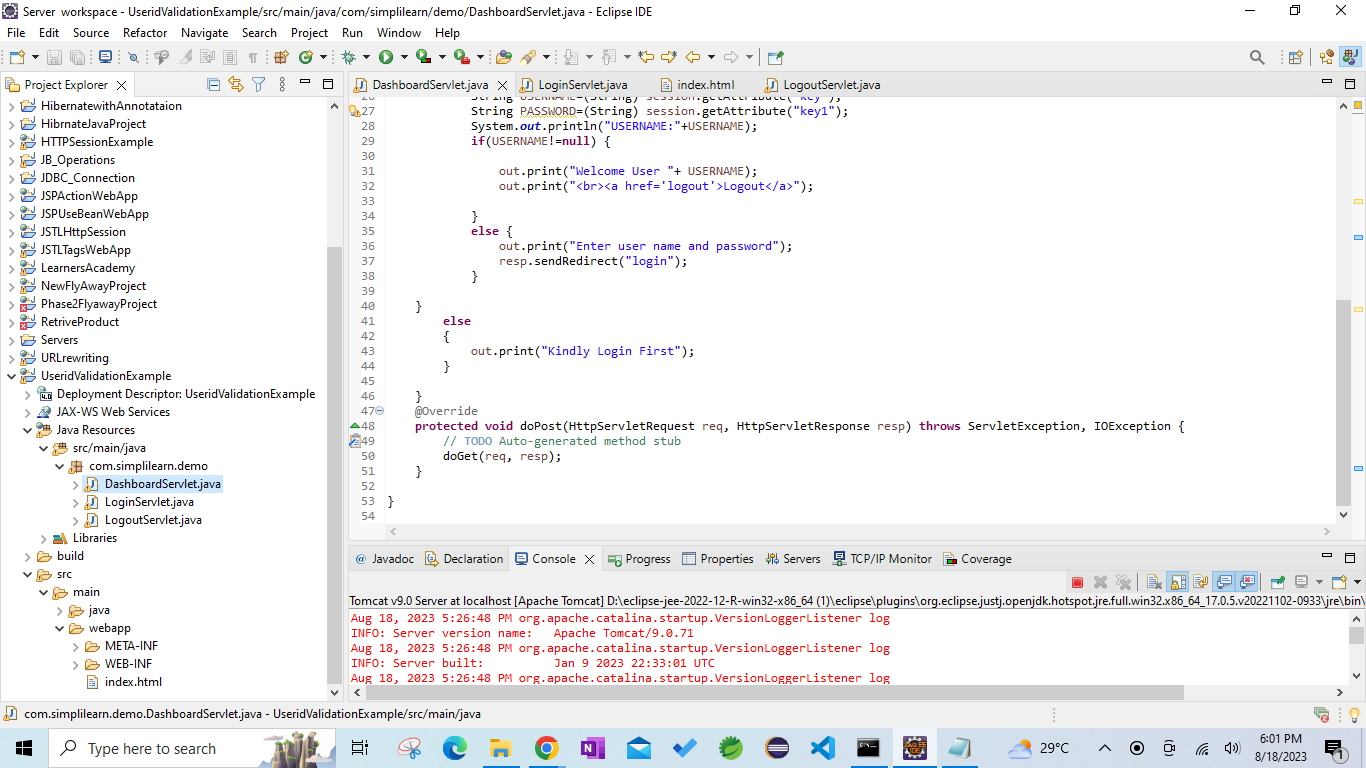 Server workspace - UseridValidationExample/src/main/java/com/simplilearn/demo/DashboardServlet.java - Eclipse IDE
File Edit Source Refactor Navigate Search Project Run Window Help
Project Explorer
HibernatewithAnnotataion
HibrnateJavaProject
HTTPSessionExample
JB_Operations
JDBC_Connection
JSPActionWebApp
JSPUseBeanWebApp
JSTLHttpSession
JSTLTagsWebApp
LearnersAcademy
NewFlyAwayProject
Phase2FlyawayProject
RetriveProduct
Servers
URLrewriting
UseridValidationExample
Deployment Descriptor: UseridValidationExample
JAX-WS Web Services
Java Resources
src/main/java
com.simplilearn.demo
DashboardServlet.java
LoginServlet.java
LogoutServlet.java
Libraries
build
src
main
java
webapp
META-INF
WEB-INF
index.html
DashboardServlet.java LoginServlet.java index.html LogoutServlet.java
26 String USERNAME=(String) session.getAttribute("key");
27 String PASSWORD=(String) session.getAttribute("key1");
28 System.out.println("USERNAME:"+USERNAME);
29 if(USERNAME!=null) {
30
31 out.print("Welcome User "+ USERNAME);
32 out.print("<br><a href='logout'>Logout</a>");
33
34 }
35 else {
36 out.print("Enter user name and password");
37 resp.sendRedirect("login");
38 }
39
40 }
41 else
42 {
43 out.print("Kindly Login First");
44 }
45
46 }
47 @Override
48 protected void doPost(HttpServletRequest req, HttpServletResponse resp) throws ServletException, IOException {
49 // TODO Auto-generated method stub
50 doGet(req, resp);
51 }
52
53 }
54
@ Javadoc Declaration Console Progress Properties Servers TCP/IP Monitor Coverage
Tomcat v9.0 Server at localhost [Apache Tomcat] D:\eclipse-jee-2022-12-R-win32-x86_64 (1)\eclipse\plugins\org.eclipse.justj.openjdk.hotspot.jre.full.win32.x86_64_17.0.5.v20221102-0933\jre\bin\
Aug 18, 2023 5:26:48 PM org.apache.catalina.startup.VersionLoggerListener log
INFO: Server version name: Apache Tomcat/9.0.71
Aug 18, 2023 5:26:48 PM org.apache.catalina.startup.VersionLoggerListener log
INFO: Server built: Jan 9 2023 22:33:01 UTC
Aug 18, 2023 5:26:48 PM org.apache.catalina.startup.VersionLoggerListener log
com.simplilearn.demo.DashboardServlet.java - UseridValidationExample/src/main/java
Type here to search
29°C
6:01 PM
8/18/2023
1